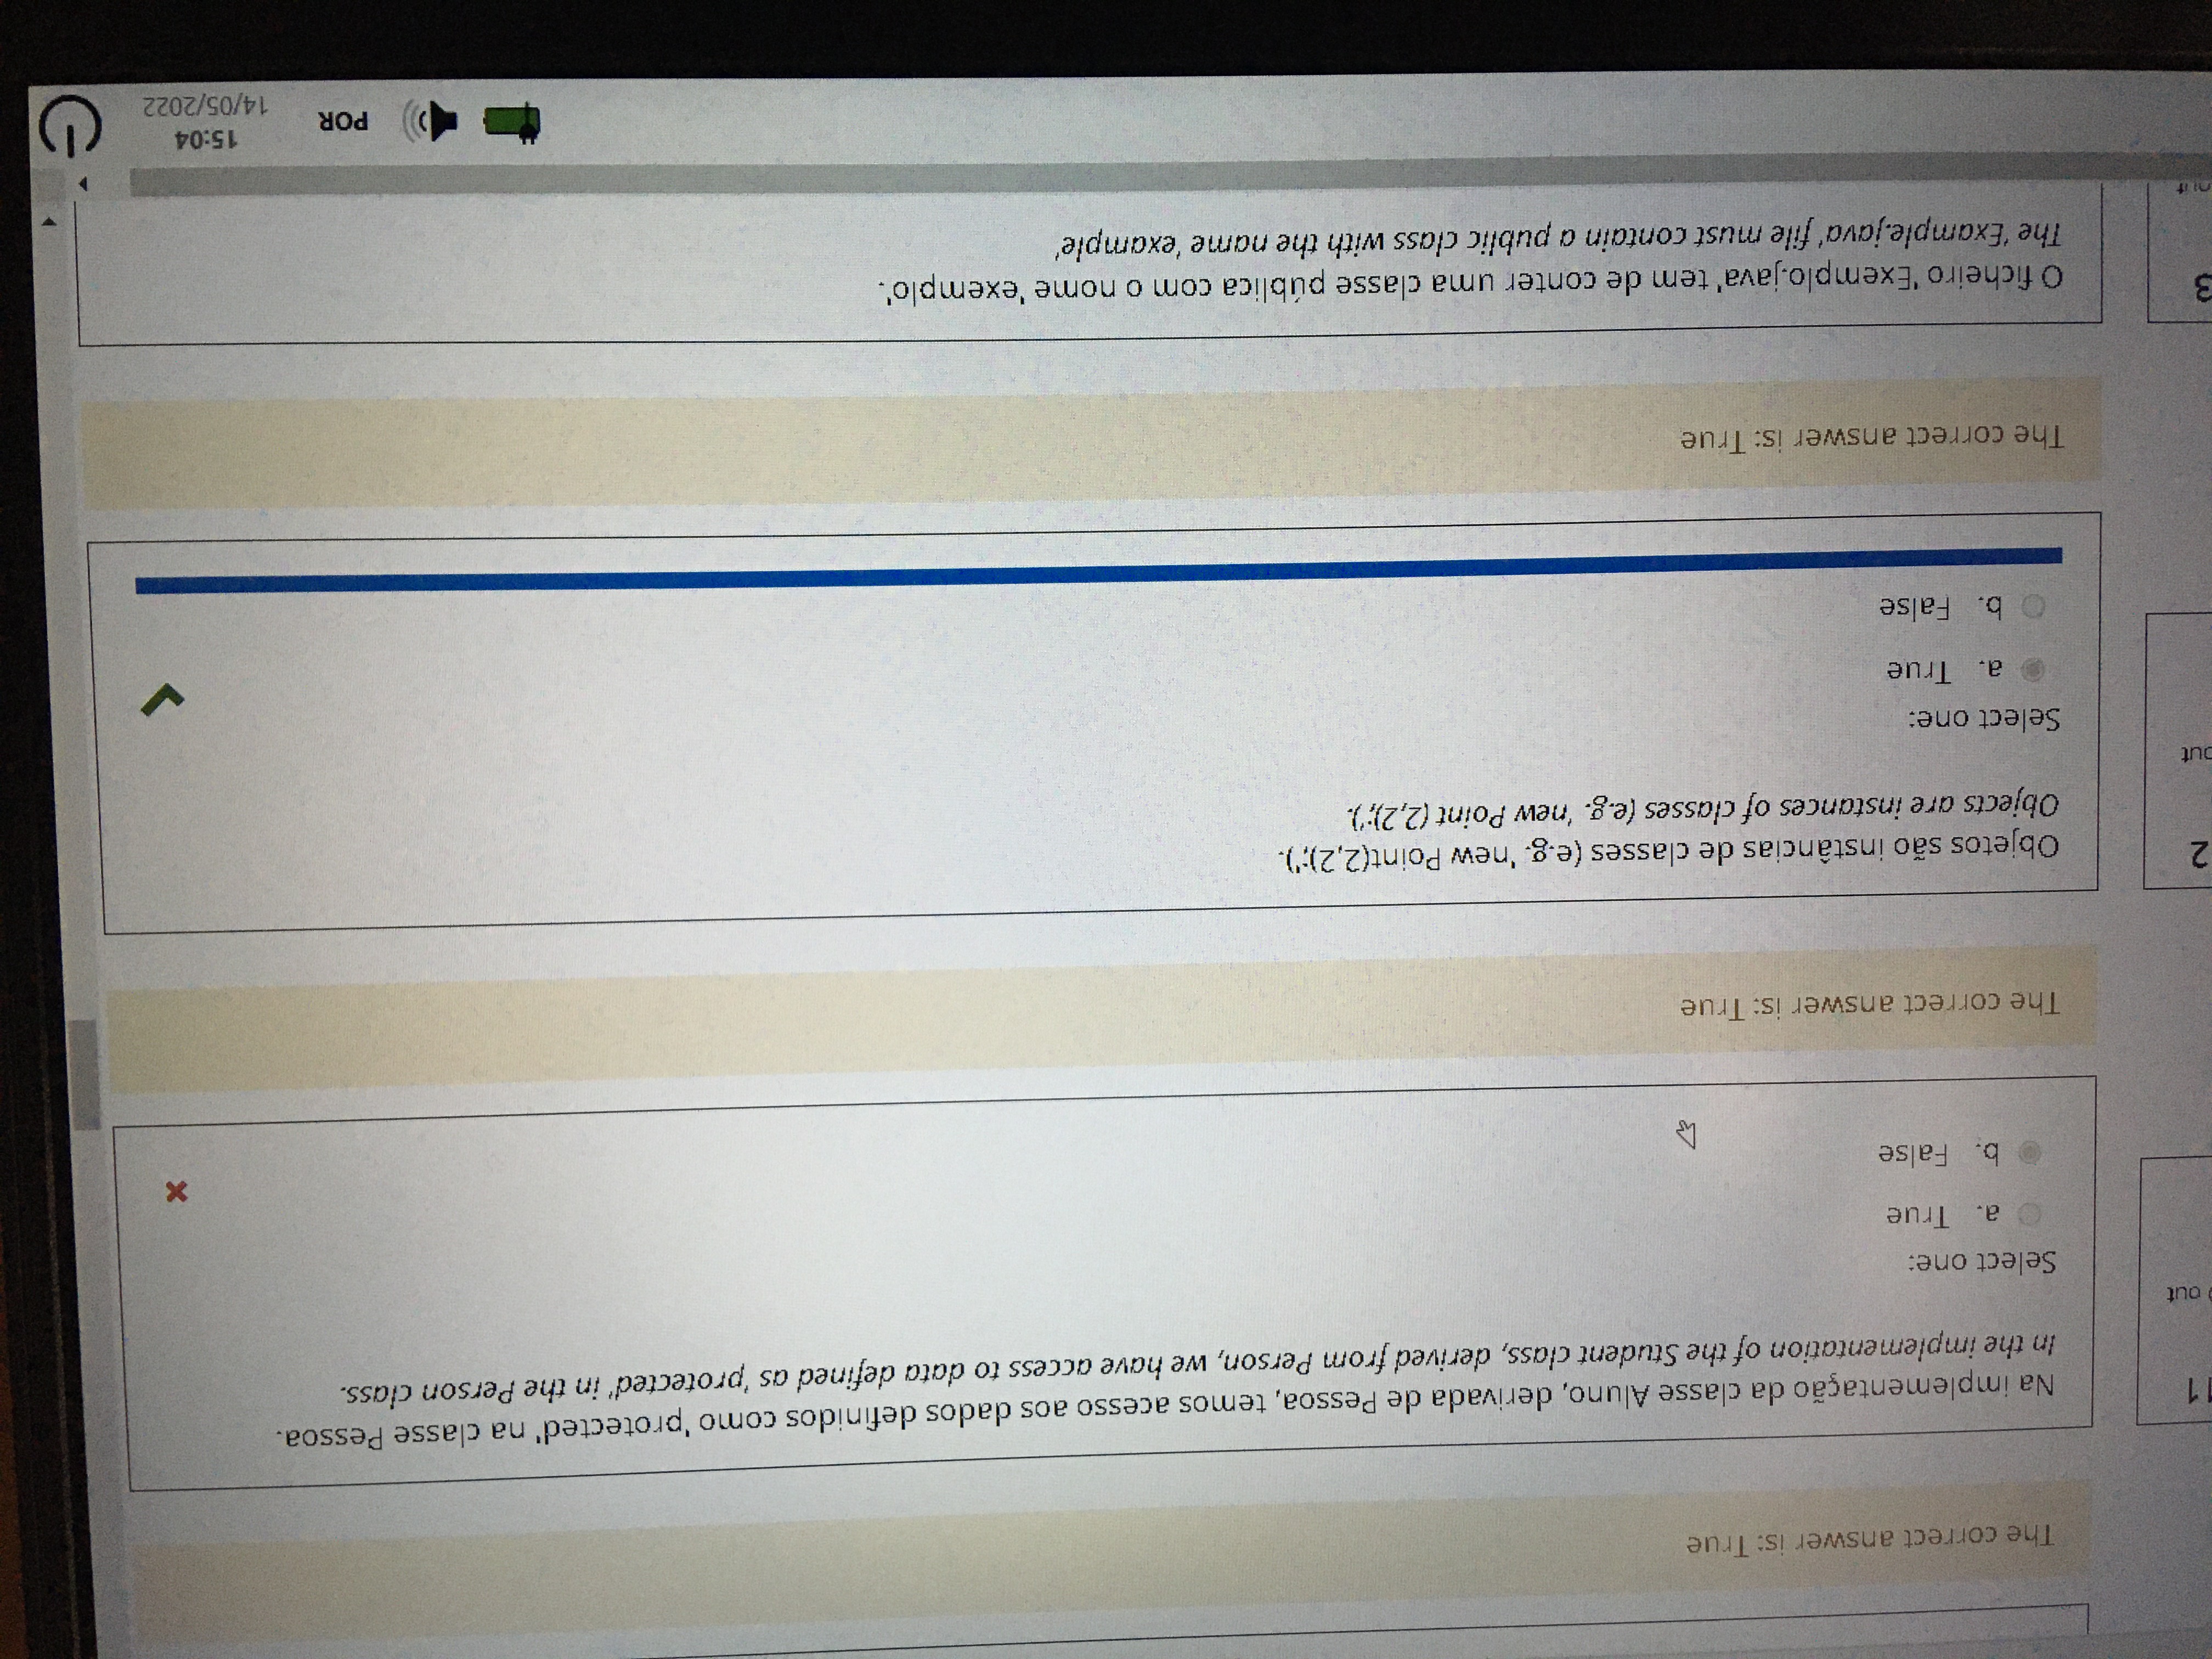 The correct answer is: True
11
out
Na implementação da classe Aluno, derivada de Pessoa, temos acesso aos dados definidos como 'protected' na classe Pessoa.
In the implementation of the Student class, derived from Person, we have access to data defined as 'protected' in the Person class.
Select one:
a. True
b. False
The correct answer is: True
2
out
Objetos são instâncias de classes (e.g. 'new Point(2,2);').
Objects are instances of classes (e.g. 'new Point (2,2);').
Select one:
a. True
b. False
The correct answer is: True
3
O ficheiro 'Exemplo.java' tem de conter uma classe pública com o nome 'exemplo'.
The 'Example.java' file must contain a public class with the name 'example'
out
POR
15:04
14/05/2022